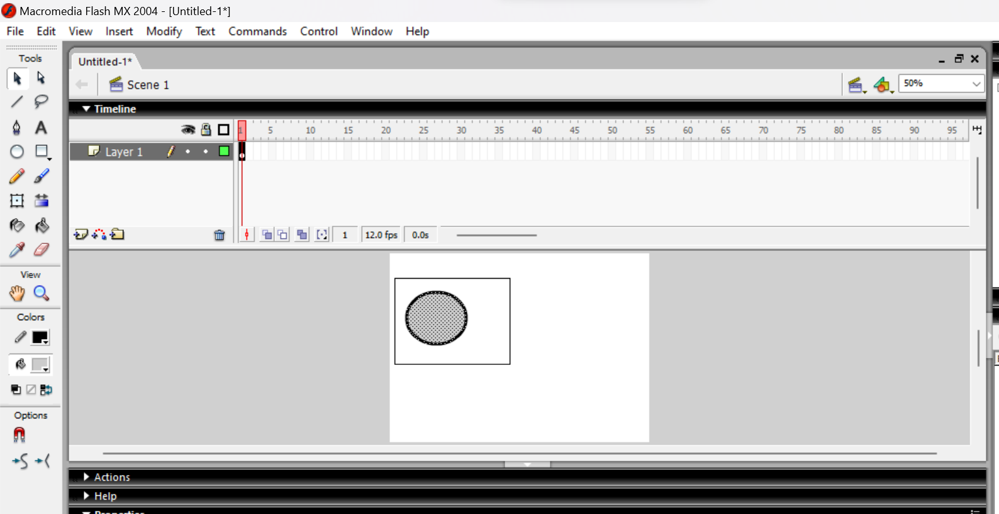 Macromedia Flash MX 2004 - [Untitled-1*]
File Edit View Insert Modify Text Commands Control Window Help
Tools
Untitled-1*
Scene 1
50%
Timeline
1 5 10 15 20 25 30 35 40 45 50 55 60 65 70 75 80 85 90 95
Layer 1
1 12.0 fps 0.0s
View
Colors
Options
Actions
Help
Properties